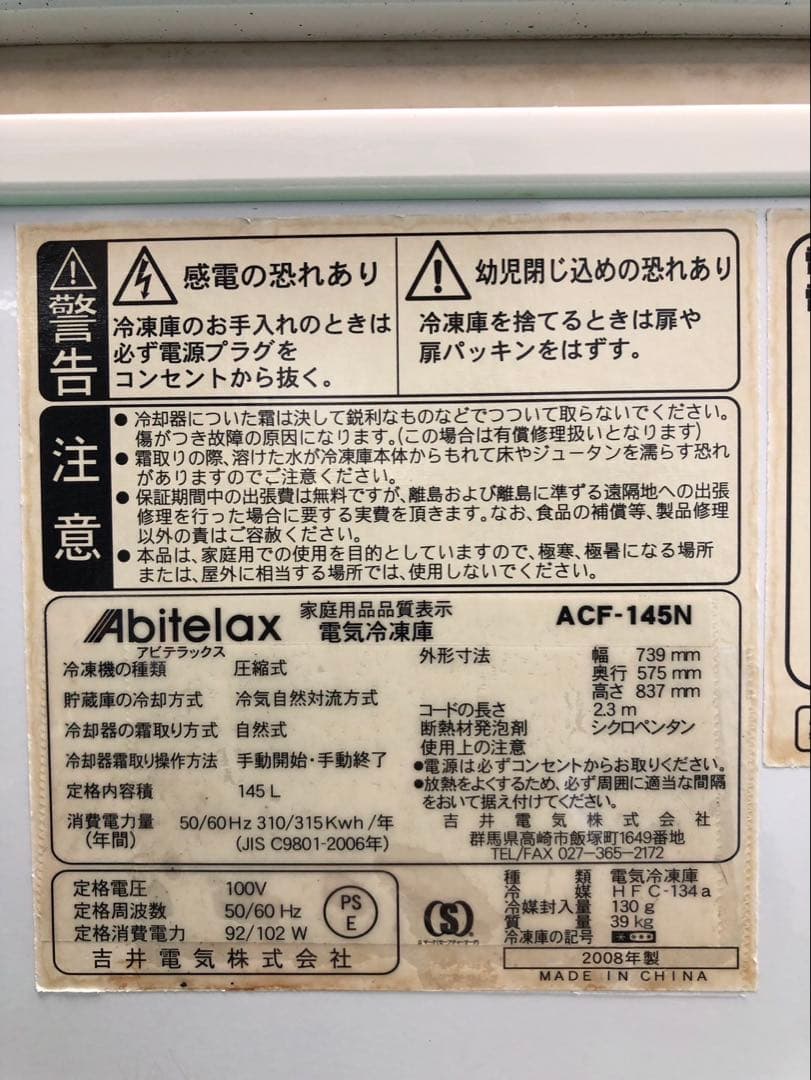 警告
感電の恐れあり
冷凍庫のお手入れのときは
必ず電源プラグを
コンセントから抜く。
幼児閉じ込めの恐れあり
冷凍庫を捨てるときは扉や
扉パッキンをはずす。
注意
●冷却器についた霜は決して鋭利なものなどでつついて取らないでください。
傷がつき故障の原因になります。(この場合は有償修理扱いとなります)
●霜取りの際、溶けた水が冷凍庫本体からもれて床やジュータンを濡らす恐れ
がありますのでご注意ください。
●保証期間中の出張費は無料ですが、離島および離島に準ずる遠隔地への出張
修理を行った場合に要する実費を頂きます。なお、食品の補償等、製品修理
以外の責はご容赦ください。
●本品は、家庭用での使用を目的としていますので、極寒、極暑になる場所
または、屋外に相当する場所では、使用しないでください。
Abitelax
アビテラックス
家庭用品品質表示
電気冷凍庫
ACF-145N
冷凍機の種類 圧縮式
貯蔵庫の冷却方式 冷気自然対流方式
冷却器の霜取り方式 自然式
冷却器霜取り操作方法 手動開始・手動終了
定格内容積 145 L
消費電力量 50/60Hz 310/315Kwh/年
(年間) (JIS C9801-2006年)
外形寸法 幅 739 mm
奥行 575 mm
高さ 837 mm
コードの長さ 2.3 m
断熱材発泡剤 シクロペンタン
使用上の注意
●電源は必ずコンセントからお取りください。
●放熱をよくするため、必ず周囲に適当な間隔
をおいて据え付けてください。
吉井電気株式会社
群馬県高崎市飯塚町1649番地
TEL/FAX 027-365-2172
定格電圧 100V
定格周波数 50/60 Hz
定格消費電力 92/102 W
PS
E
吉井電気株式会社
S
種類 電気冷凍庫
冷媒 HFC-134a
冷媒封入量 130 g
質量 39 kg
冷凍庫の記号
2008年製
MADE IN CHINA